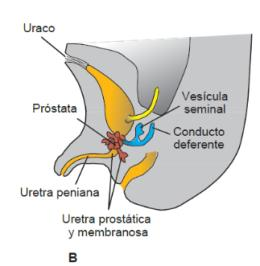 Uraco
Vesícula
seminal
Próstata
Conducto
deferente
Uretra peniana
Uretra prostática
y membranosa
B